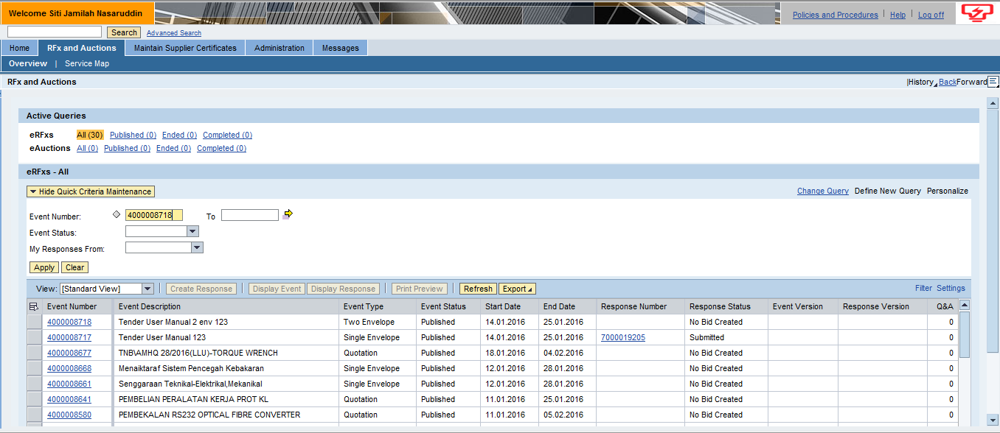 Welcome Siti Jamilah Nasaruddin
Policies and Procedures | Help | Log off
Search Advanced Search
Home RFx and Auctions Maintain Supplier Certificates Administration Messages
Overview | Service Map
RFx and Auctions
|History Back Forward
Active Queries
eRFxs All (30) Published (0) Ended (0) Completed (0)
eAuctions All (0) Published (0) Ended (0) Completed (0)
eRFxs - All
Hide Quick Criteria Maintenance Change Query Define New Query Personalize
Event Number: 4000008718 To
Event Status:
My Responses From:
Apply Clear
View: [Standard View] Create Response Display Event Display Response Print Preview Refresh Export Filter Settings
Event Number Event Description Event Type Event Status Start Date End Date Response Number Response Status Event Version Response Version Q&A
4000008718 Tender User Manual 2 env 123 Two Envelope Published 14.01.2016 25.01.2016 No Bid Created 0
4000008717 Tender User Manual 123 Single Envelope Published 14.01.2016 25.01.2016 7000019205 Submitted 0
4000008677 TNB\AMHQ 28/2016(LLU)-TORQUE WRENCH Quotation Published 18.01.2016 04.02.2016 No Bid Created 0
4000008668 Menaiktaraf Sistem Pencegah Kebakaran Single Envelope Published 12.01.2016 28.01.2016 No Bid Created 0
4000008661 Senggaraan Teknikal-Elektrikal,Mekanikal Single Envelope Published 12.01.2016 28.01.2016 No Bid Created 0
4000008641 PEMBELIAN PERALATAN KERJA PROT KL Quotation Published 11.01.2016 25.01.2016 No Bid Created 0
4000008580 PEMBEKALAN RS232 OPTICAL FIBRE CONVERTER Quotation Published 11.01.2016 05.02.2016 No Bid Created 0